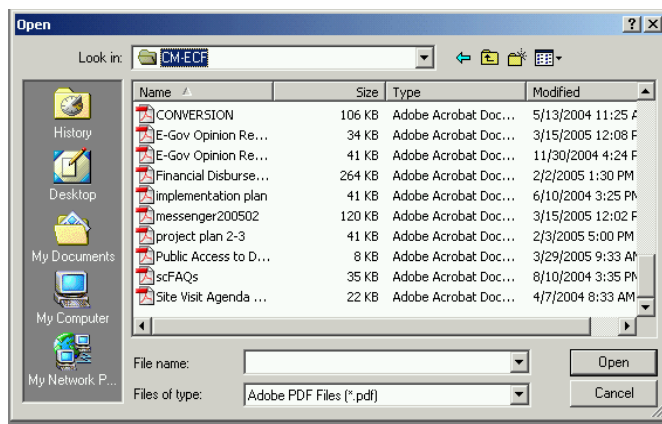 Open
Look in: CM-ECF
History
Desktop
My Documents
My Computer
My Network P...
Name Size Type Modified
CONVERSION 106 KB Adobe Acrobat Doc... 5/13/2004 11:25 A
E-Gov Opinion Re... 34 KB Adobe Acrobat Doc... 3/15/2005 12:08 P
E-Gov Opinion Re... 41 KB Adobe Acrobat Doc... 11/30/2004 4:24 P
Financial Disburse... 264 KB Adobe Acrobat Doc... 2/2/2005 1:30 PM
implementation plan 41 KB Adobe Acrobat Doc... 6/10/2004 3:25 PM
messenger200502 120 KB Adobe Acrobat Doc... 3/15/2005 12:02 P
project plan 2-3 41 KB Adobe Acrobat Doc... 2/3/2005 5:00 PM
Public Access to D... 8 KB Adobe Acrobat Doc... 3/29/2005 9:33 AM
scFAQs 35 KB Adobe Acrobat Doc... 8/10/2004 3:35 PM
Site Visit Agenda ... 22 KB Adobe Acrobat Doc... 4/7/2004 8:33 AM
File name: Open
Files of type: Adobe PDF Files (*.pdf) Cancel